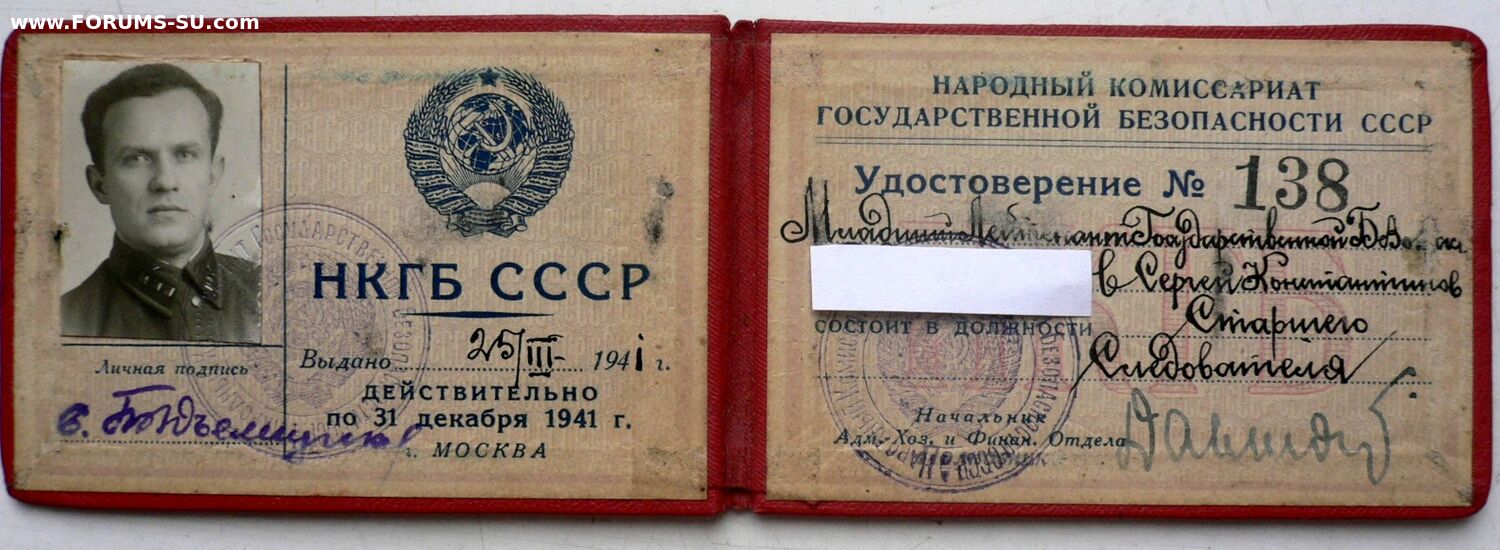 www.FORUMS-SU.com
НКГБ СССР
Выдано 25/III 1941 г.
ДЕЙСТВИТЕЛЬНО
по 31 декабря 1941 г.
г. МОСКВА
Личная подпись
НАРОДНЫЙ КОМИССАРИАТ
ГОСУДАРСТВЕННОЙ БЕЗОПАСНОСТИ СССР
Удостоверение № 138
Младший Лейтенант Государственной
в Сергей Константинов
состоит в должности Старшего
Следователя
Начальник
Адм.-Хоз. и Финан. Отдела